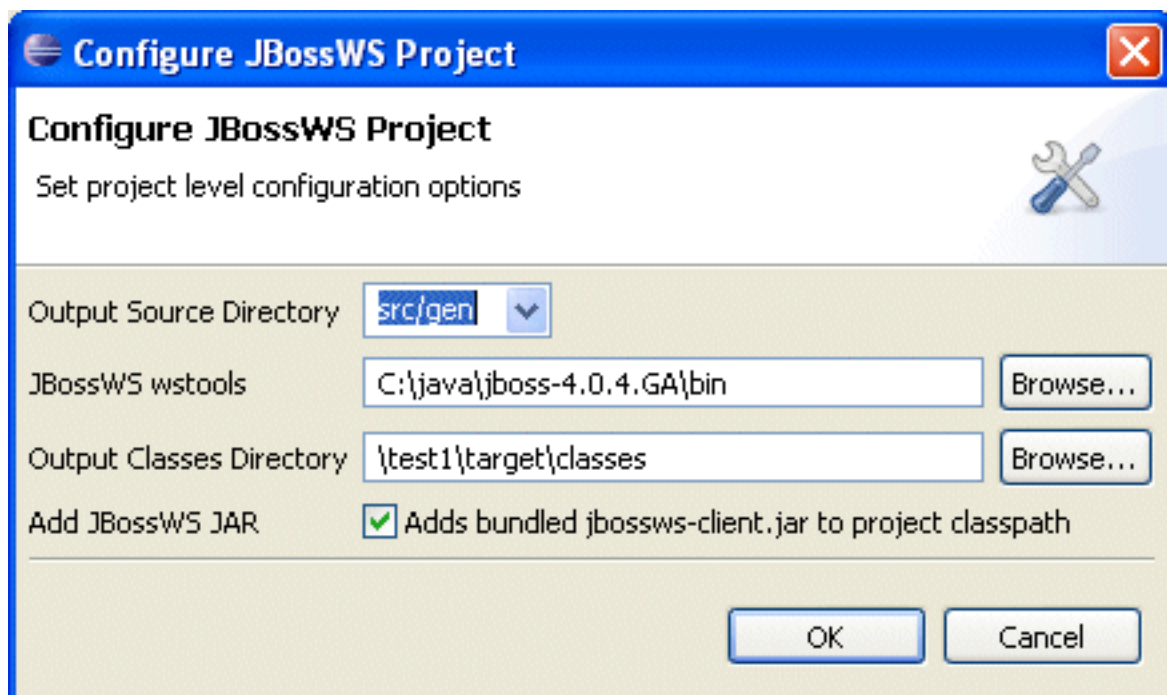 Configure JBossWS Project
Configure JBossWS Project
Set project level configuration options
Output Source Directory src/gen
JBossWS wstools C:\java\jboss-4.0.4.GA\bin Browse...
Output Classes Directory \test1\target\classes Browse...
Add JBossWS JAR Adds bundled jbossws-client.jar to project classpath
OK Cancel